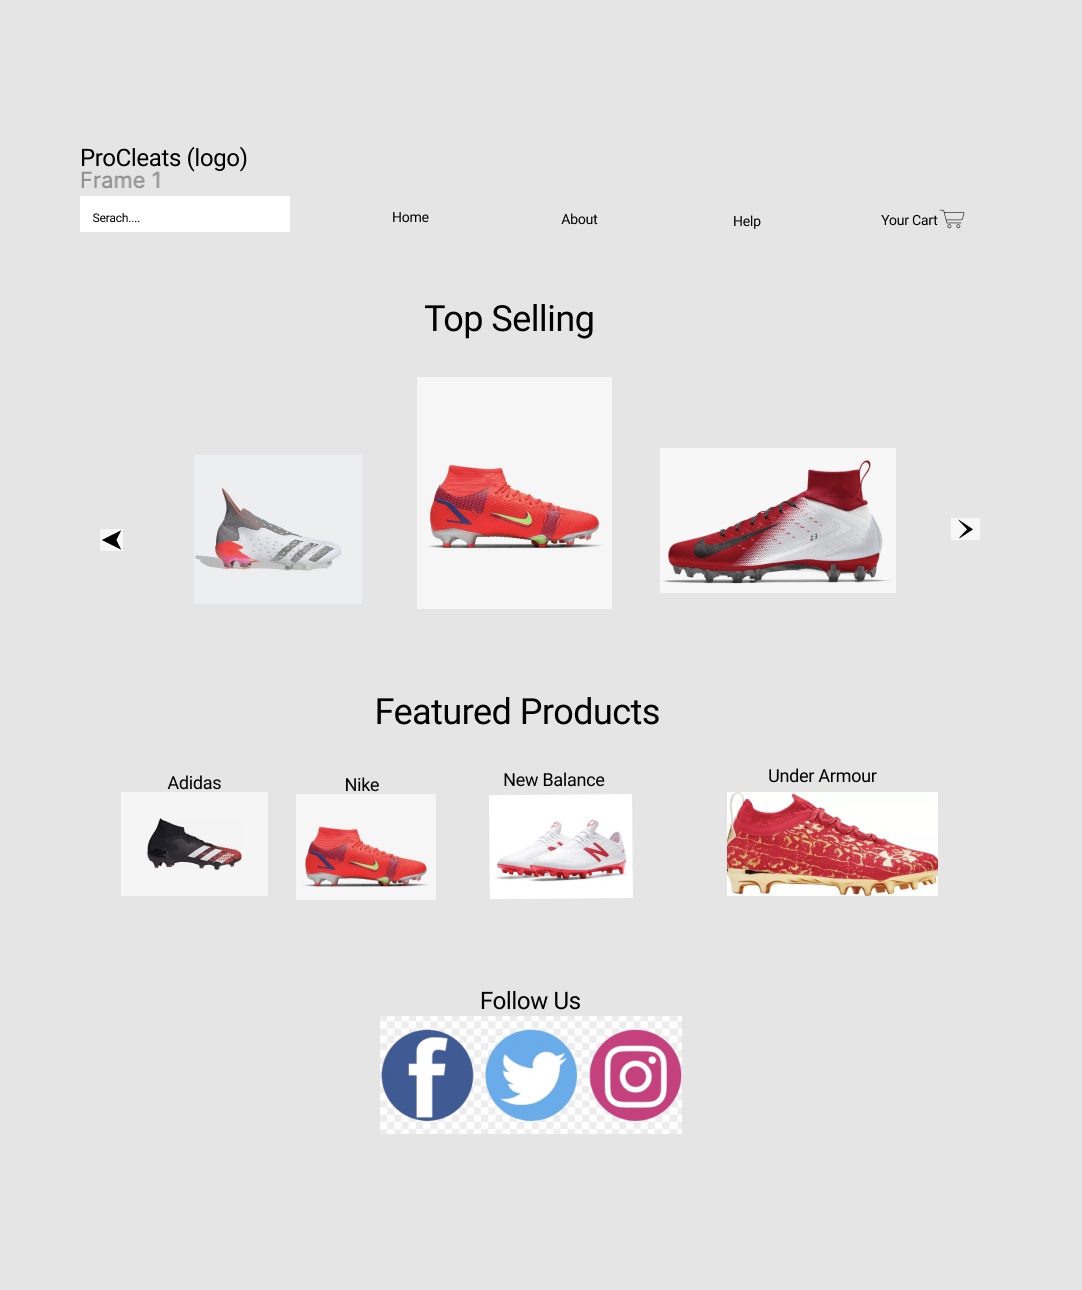 ProCleats (logo)
Frame 1
Serach....
Home
About
Help
Your Cart
Top Selling
23
Featured Products
Adidas
Nike
New Balance
Under Armour
Follow Us